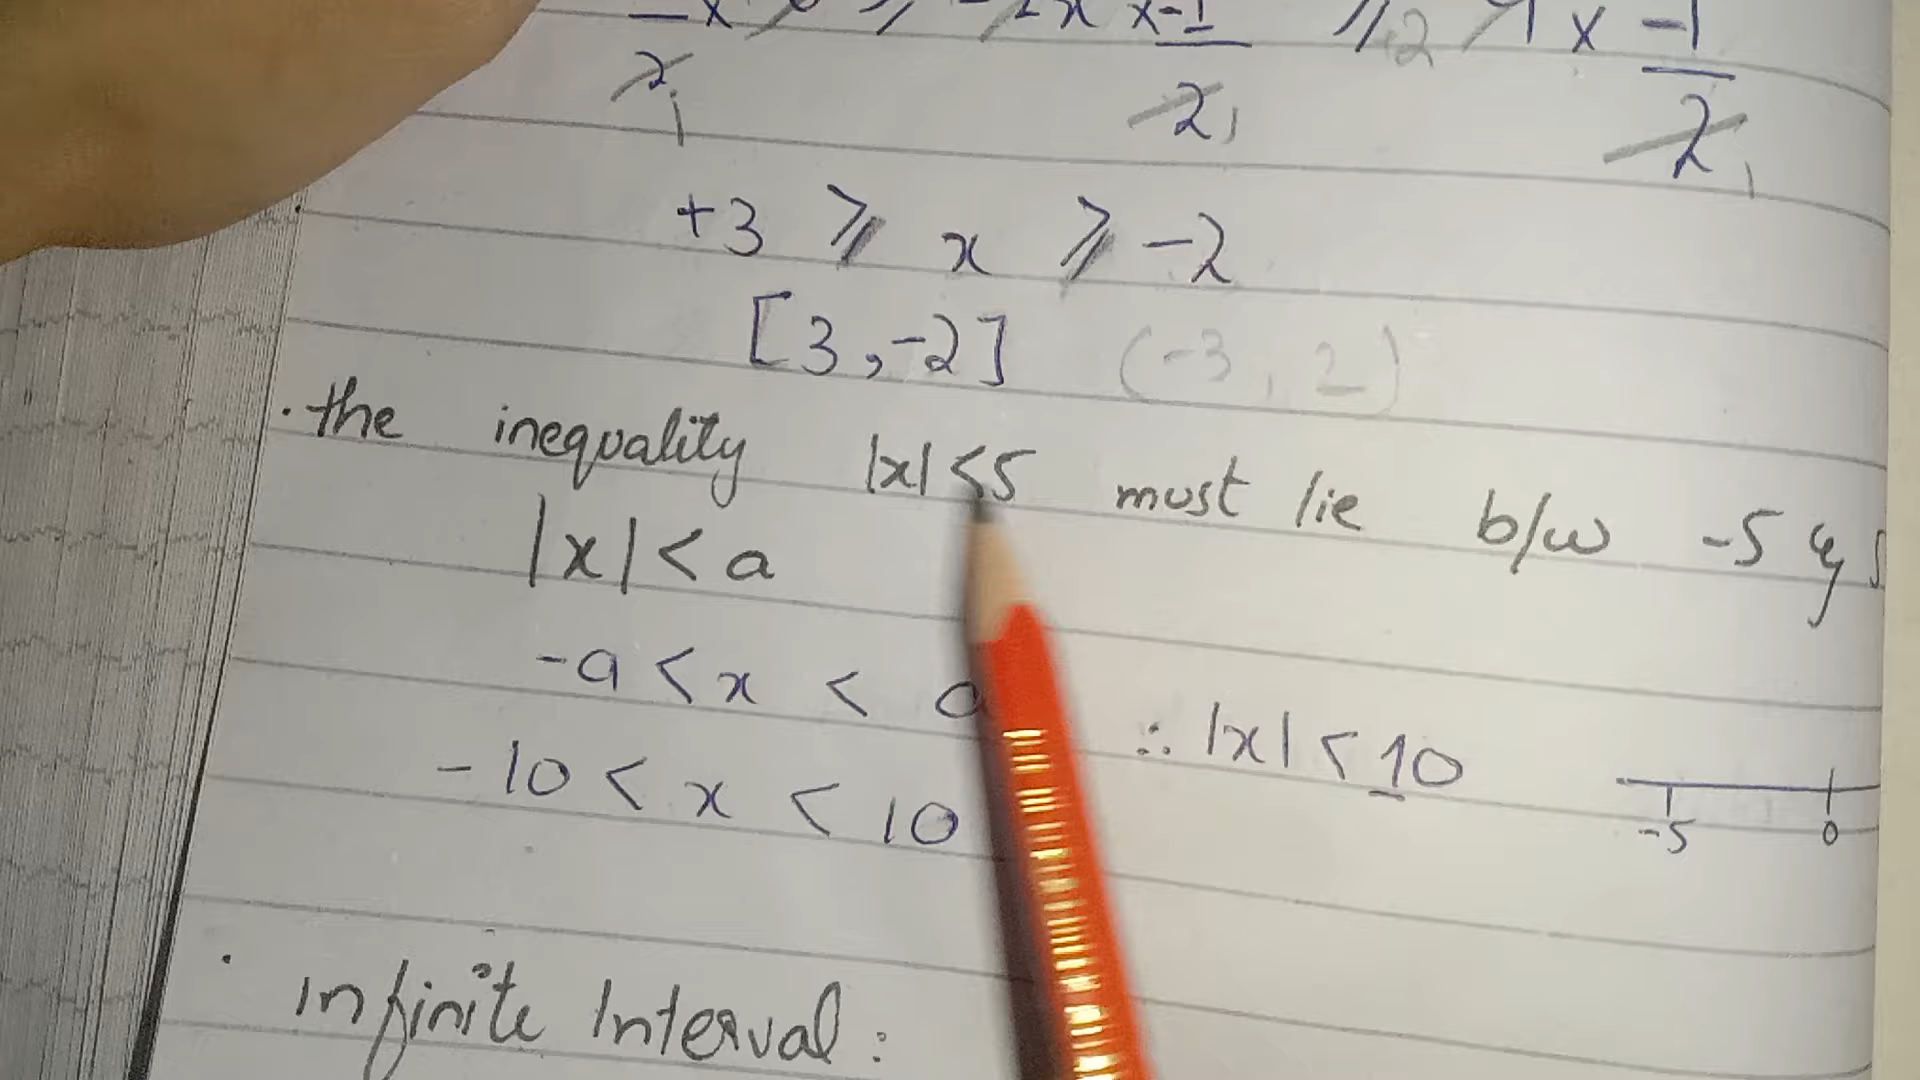 +3 ⩾ x ⩾ -2
[3,-2] (-3, 2)
· the inequality |x|<5 must lie b/w -5 & 5
|x| < a
-a < x < a
-10 < x < 10 ∴ |x| < 10
-5 0
· infinite Interval: